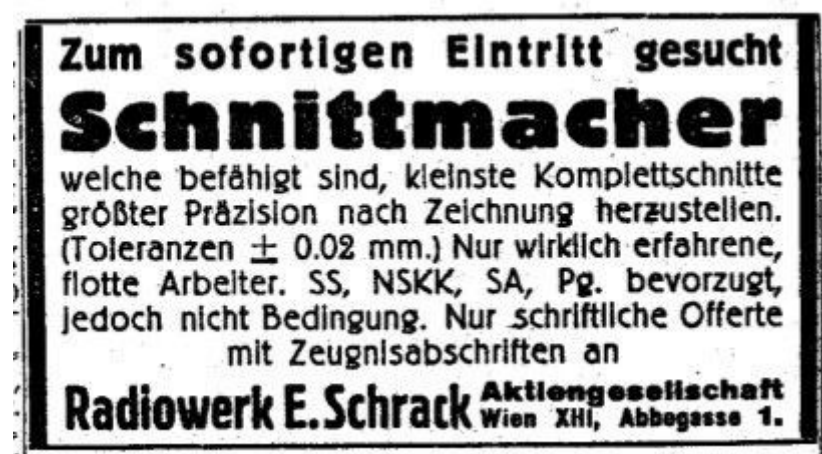 Zum sofortigen Eintritt gesucht
Schnittmacher
welche befähigt sind, kleinste Komplettschnitte
größter Präzision nach Zeichnung herzustellen.
(Toleranzen ± 0.02 mm.) Nur wirklich erfahrene,
flotte Arbeiter. SS, NSKK, SA, Pg. bevorzugt,
jedoch nicht Bedingung. Nur schriftliche Offerte
mit Zeugnisabschriften an
Radiowerk E. Schrack Aktiengesellschaft
Wien XIII, Abbegasse 1.